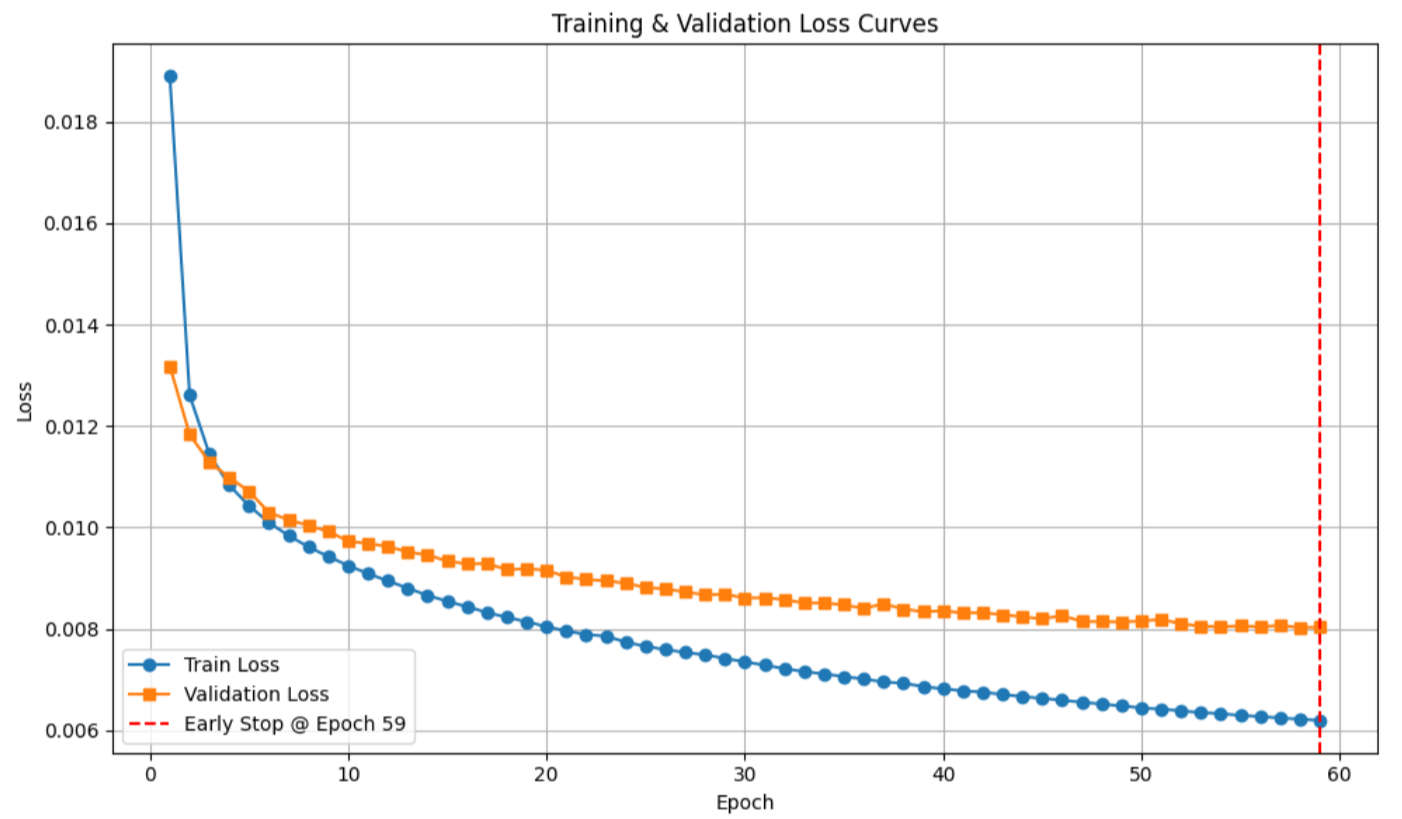 Training & Validation Loss Curves
Loss
0.018
0.016
0.014
0.012
0.010
0.008
0.006
Train Loss
Validation Loss
Early Stop @ Epoch 59
0 10 20 30 40 50 60
Epoch